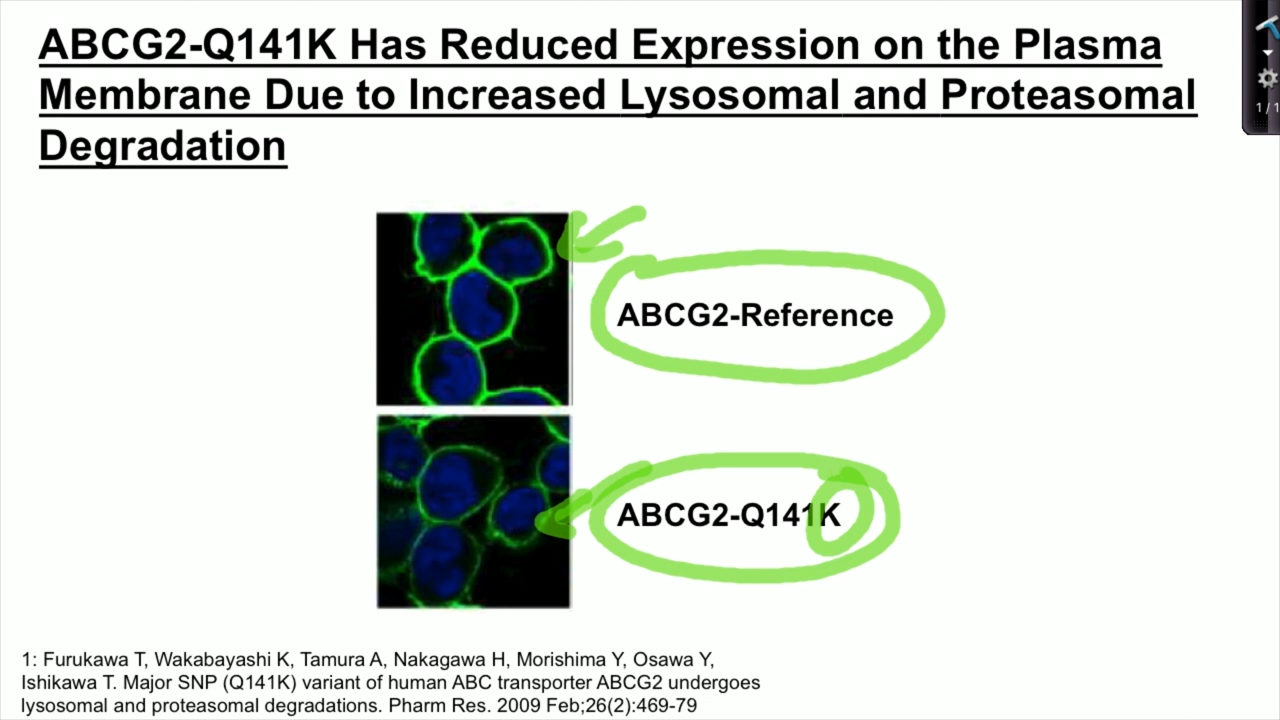 ABCG2-Q141K Has Reduced Expression on the Plasma
Membrane Due to Increased Lysosomal and Proteasomal
Degradation
ABCG2-Reference
ABCG2-Q141K
1: Furukawa T, Wakabayashi K, Tamura A, Nakagawa H, Morishima Y, Osawa Y,
Ishikawa T. Major SNP (Q141K) variant of human ABC transporter ABCG2 undergoes
lysosomal and proteasomal degradations. Pharm Res. 2009 Feb;26(2):469-79
1/1